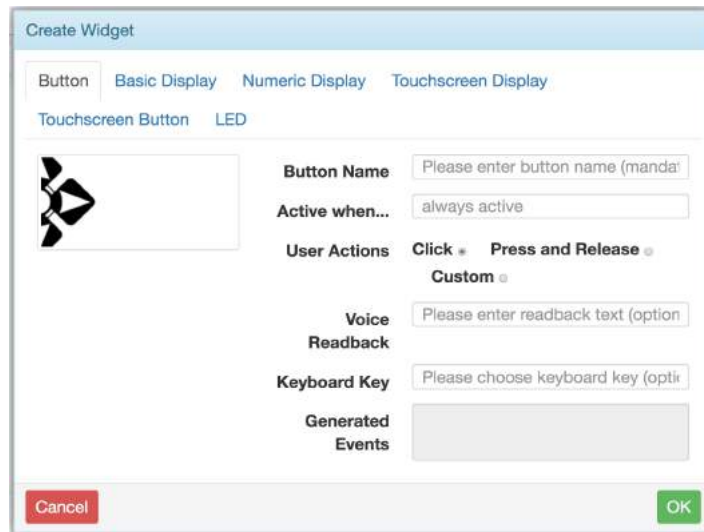 Create Widget
Button Basic Display Numeric Display Touchscreen Display
Touchscreen Button LED
Button Name Please enter button name (mandat
Active when... always active
User Actions Click Press and Release
Custom
Voice Please enter readback text (option
Readback
Keyboard Key Please choose keyboard key (optic
Generated
Events
Cancel OK